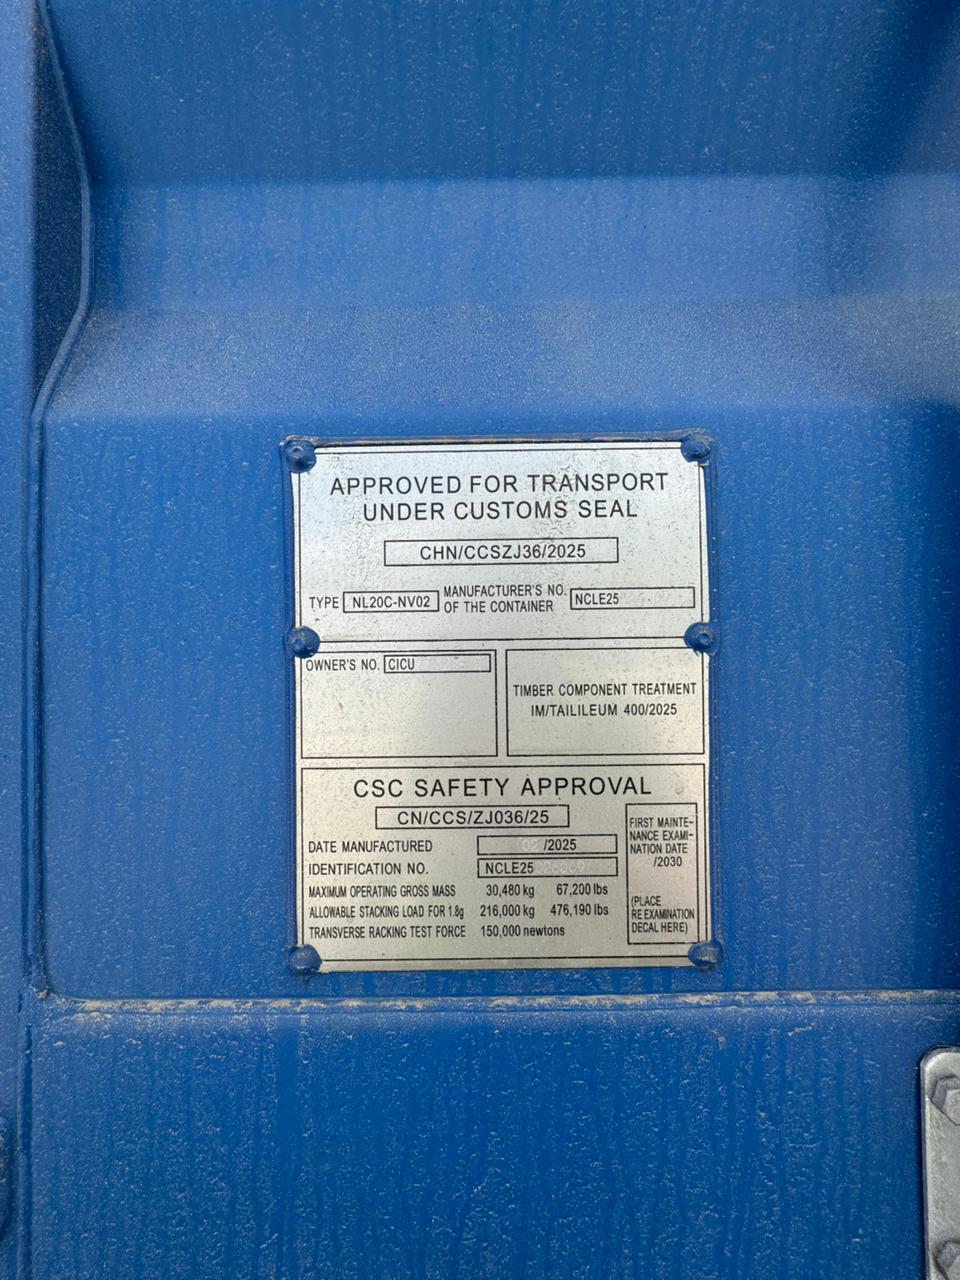 APPROVED FOR TRANSPORT
UNDER CUSTOMS SEAL
CHN/CCSZJ36/2025
TYPE NL20C-NV02 MANUFACTURER'S NO. OF THE CONTAINER NCLE25
OWNER'S NO. CICU
TIMBER COMPONENT TREATMENT
IM/TAILILEUM 400/2025
CSC SAFETY APPROVAL
CN/CCS/ZJ036/25
DATE MANUFACTURED 02/2025
IDENTIFICATION NO. NCLE25
MAXIMUM OPERATING GROSS MASS 30,480 kg 67,200 lbs
ALLOWABLE STACKING LOAD FOR 1.8g 216,000 kg 476,190 lbs
TRANSVERSE RACKING TEST FORCE 150,000 newtons
FIRST MAINTE-
NANCE EXAMI-
NATION DATE
/2030
(PLACE
RE EXAMINATION
DECAL HERE)